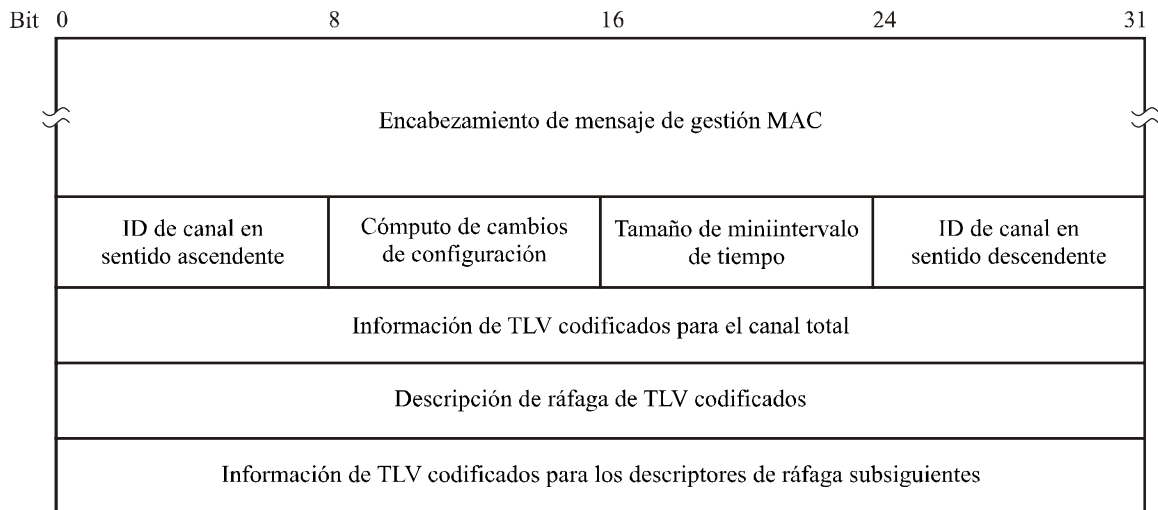 Bit 0 8 16 24 31
Encabezamiento de mensaje de gestión MAC
ID de canal en
sentido ascendente
Cómputo de cambios
de configuración
Tamaño de miniintervalo
de tiempo
ID de canal en
sentido descendente
Información de TLV codificados para el canal total
Descripción de ráfaga de TLV codificados
Información de TLV codificados para los descriptores de ráfaga subsiguientes